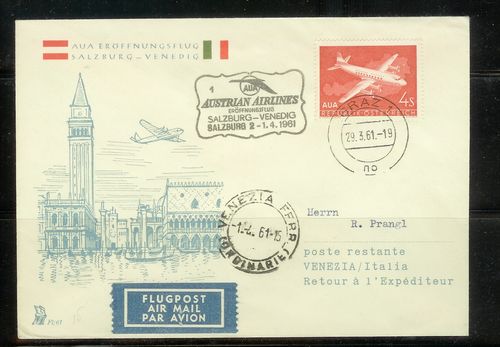 AUA ERÖFFNUNGSFLUG
SALZBURG – VENEDIG
1
AUA
AUSTRIAN AIRLINES
ERÖFFNUNGSFLUG
SALZBURG–VENEDIG
SALZBURG 2 - 1.4.1961
AUA 4S
REPUBLIK ÖSTERREICH
GRAZ
29.3.61.-19
VENEZIA FERR.
-1.4.61-15
(ORDINARIE)
Herrn
R. Prangl
poste restante
VENEZIA/Italia
Retour à l'Expéditeur
FLUGPOST
AIR MAIL
PAR AVION